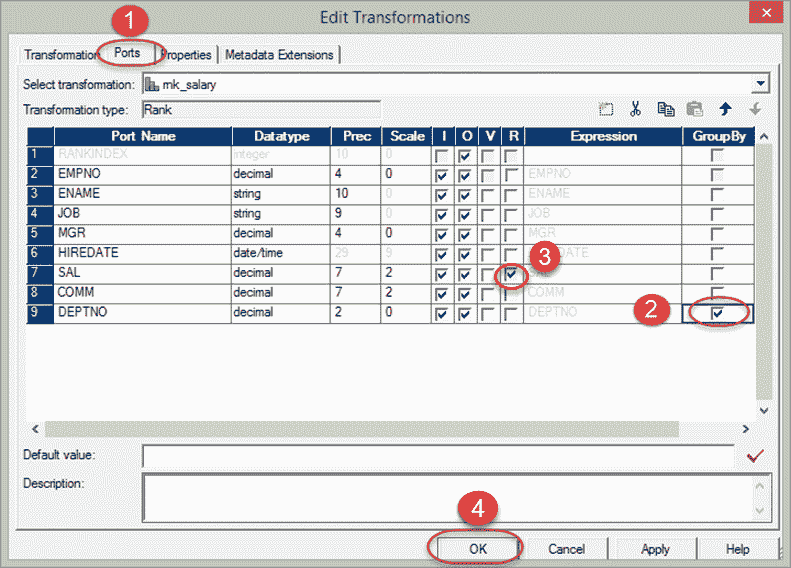 1
Edit Transformations
Transformation Ports Properties Metadata Extensions
Select transformation: mk_salary
Transformation type: Rank
Port Name Datatype Prec Scale I O V R Expression GroupBy
1 RANKINDEX integer 10 0
2 EMPNO decimal 4 0 EMPNO
3 ENAME string 10 0 ENAME
4 JOB string 9 0 JOB
5 MGR decimal 4 0 MGR
6 HIREDATE date/time 29 9 3 DATE
7 SAL decimal 7 2 SAL
8 COMM decimal 7 2 COMM
9 DEPTNO decimal 2 0 DEPTNO 2
Default value:
Description:
4
OK Cancel Apply Help